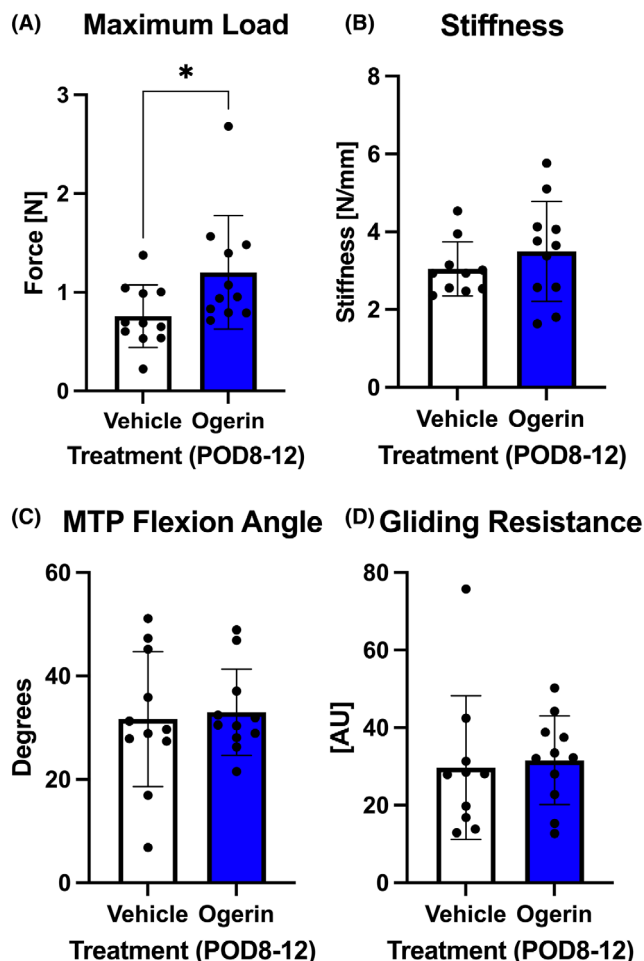 (A) Maximum Load
*
Force [N]
3
2
1
0
Vehicle Ogerin
Treatment (POD8-12)
(B) Stiffness
Stiffness [N/mm]
8
6
4
2
0
Vehicle Ogerin
Treatment (POD8-12)
(C) MTP Flexion Angle
Degrees
60
40
20
0
Vehicle Ogerin
Treatment (POD8-12)
(D) Gliding Resistance
[AU]
80
60
40
20
0
Vehicle Ogerin
Treatment (POD8-12)